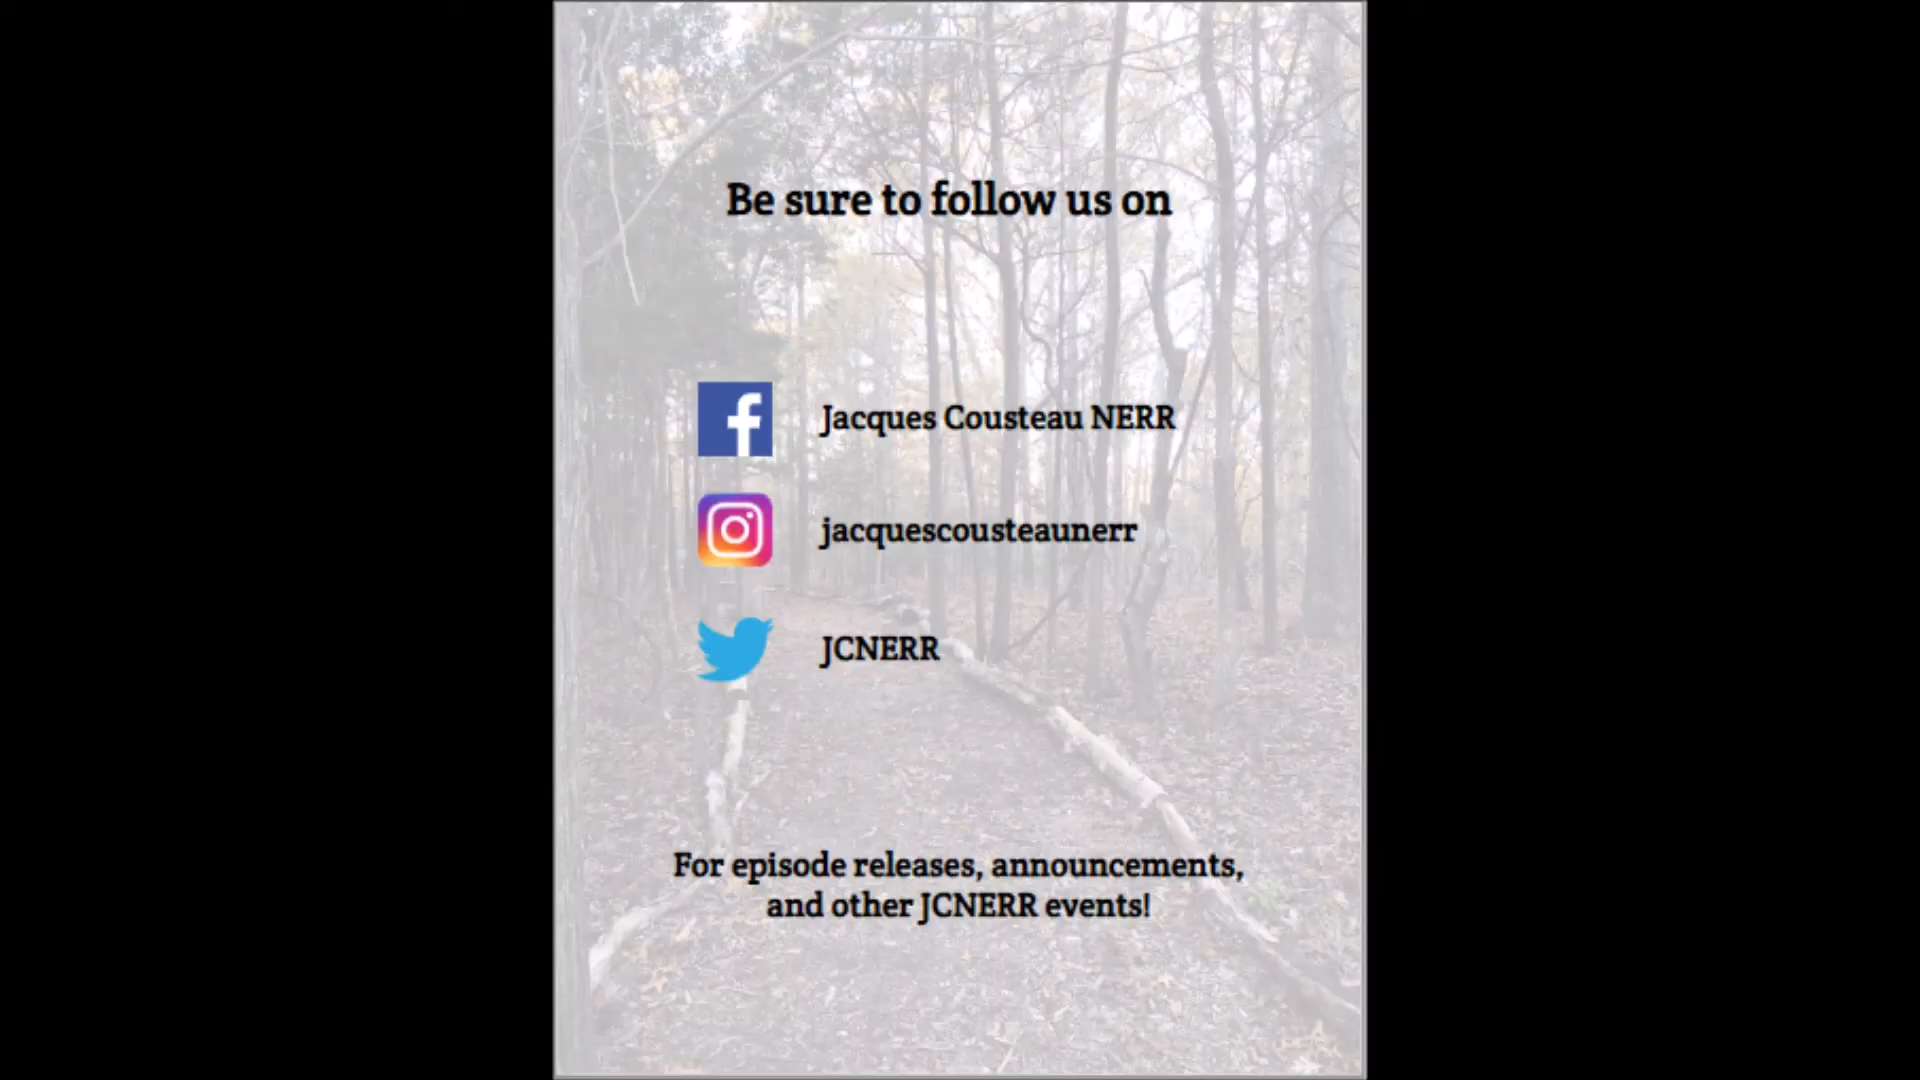 Be sure to follow us on
Jacques Cousteau NERR
jacquescousteaunerr
JCNERR
For episode releases, announcements,
and other JCNERR events!